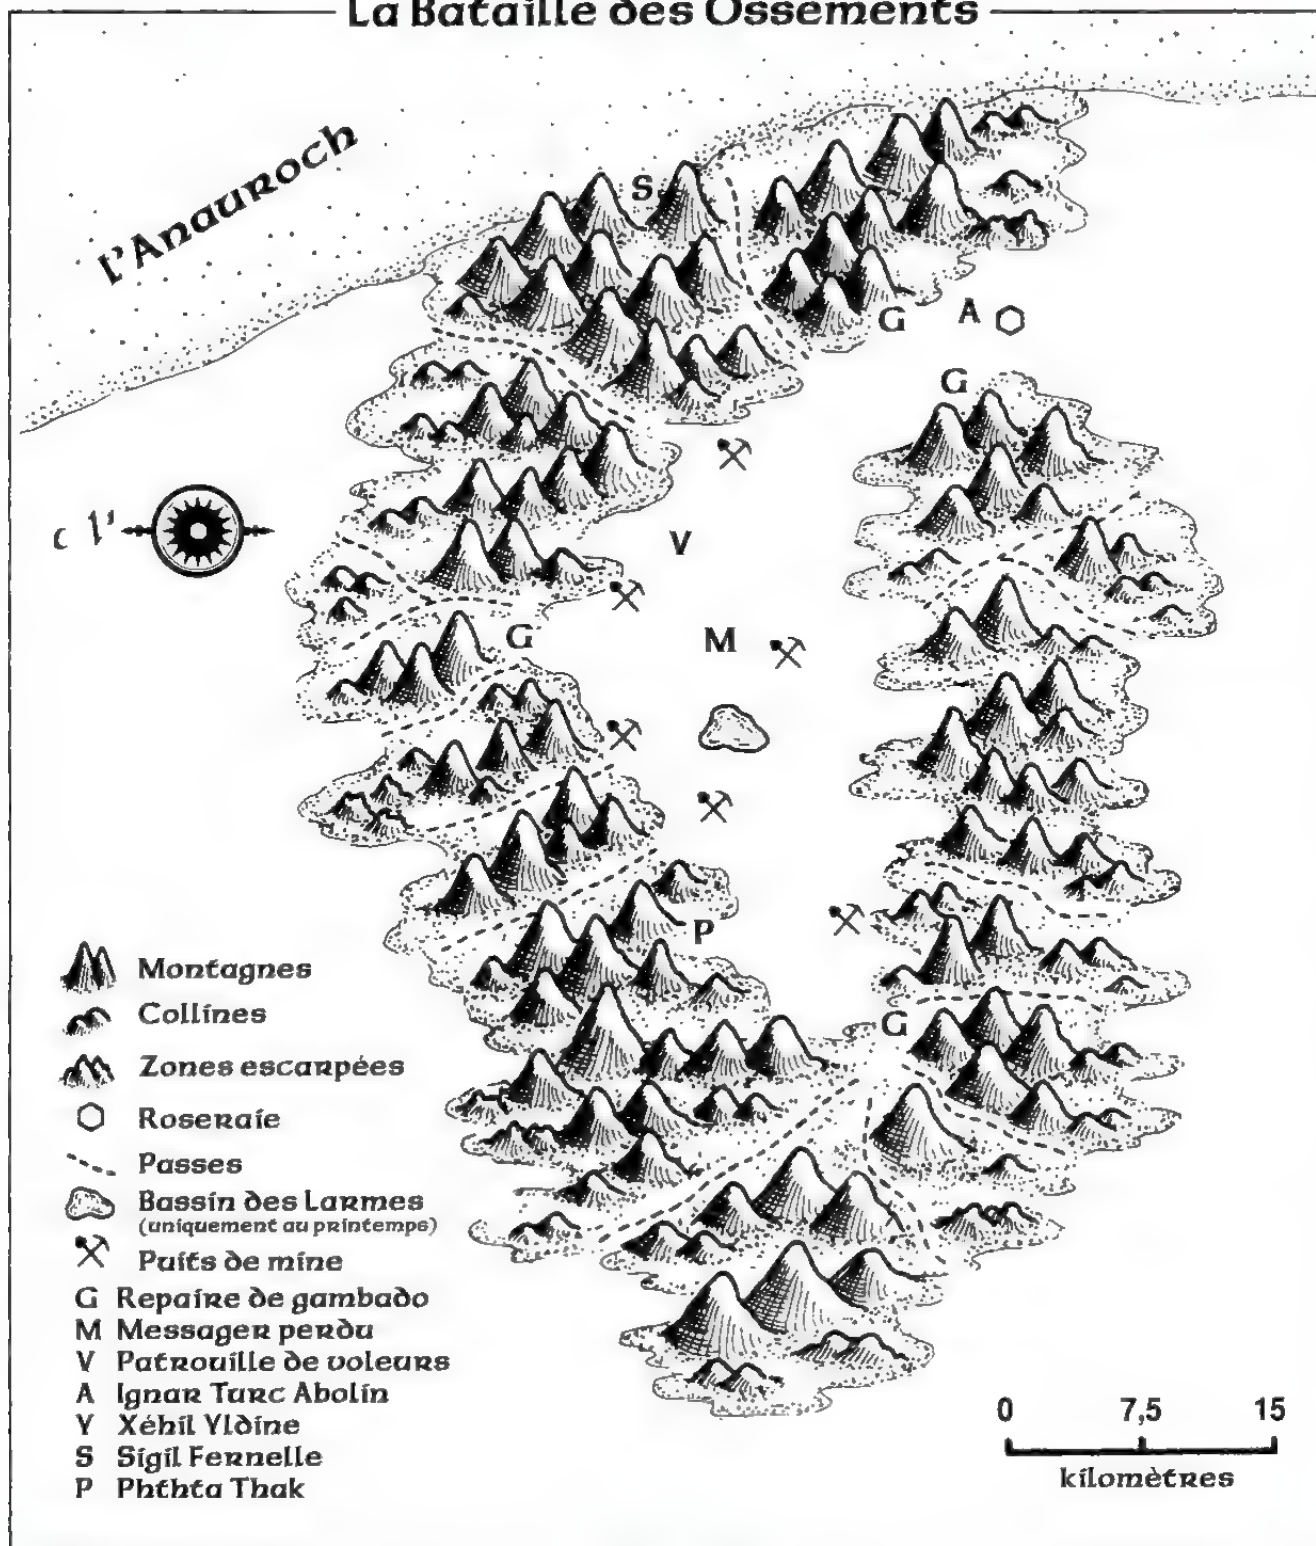 La Bataille des Ossements
L'Anauroch
S
G
A
G
V
G
M
P
G
Montagnes
Collines
Zones escarpées
Roseraie
Passes
Bassin des Larmes
(uniquement au printemps)
Puits de mine
G Repaire de gambado
M Messager perdu
V Patrouille de voleurs
A Ignar Turc Abolin
Y Xéhil Yldine
S Sigil Fernelle
P Phthta Thak
0 7,5 15
kilomètres